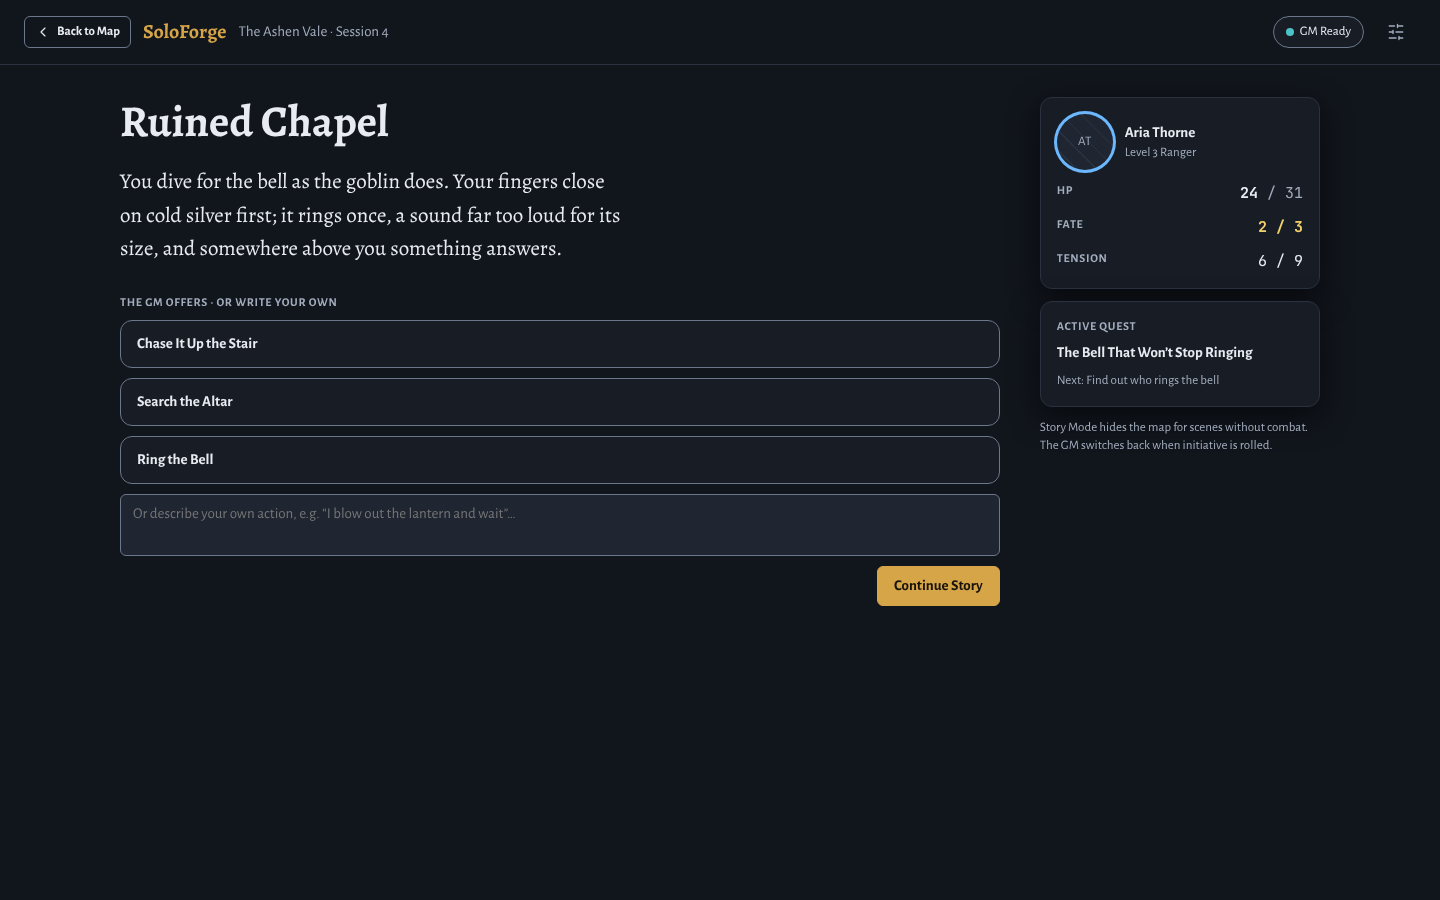 Back to Map
SoloForge
The Ashen Vale · Session 4
GM Ready
Ruined Chapel
You dive for the bell as the goblin does. Your fingers close
on cold silver first; it rings once, a sound far too loud for its
size, and somewhere above you something answers.
THE GM OFFERS · OR WRITE YOUR OWN
Chase It Up the Stair
Search the Altar
Ring the Bell
Or describe your own action, e.g. "I blow out the lantern and wait"…
Continue Story
AT
Aria Thorne
Level 3 Ranger
HP 24 / 31
FATE 2 / 3
TENSION 6 / 9
ACTIVE QUEST
The Bell That Won't Stop Ringing
Next: Find out who rings the bell
Story Mode hides the map for scenes without combat.
The GM switches back when initiative is rolled.